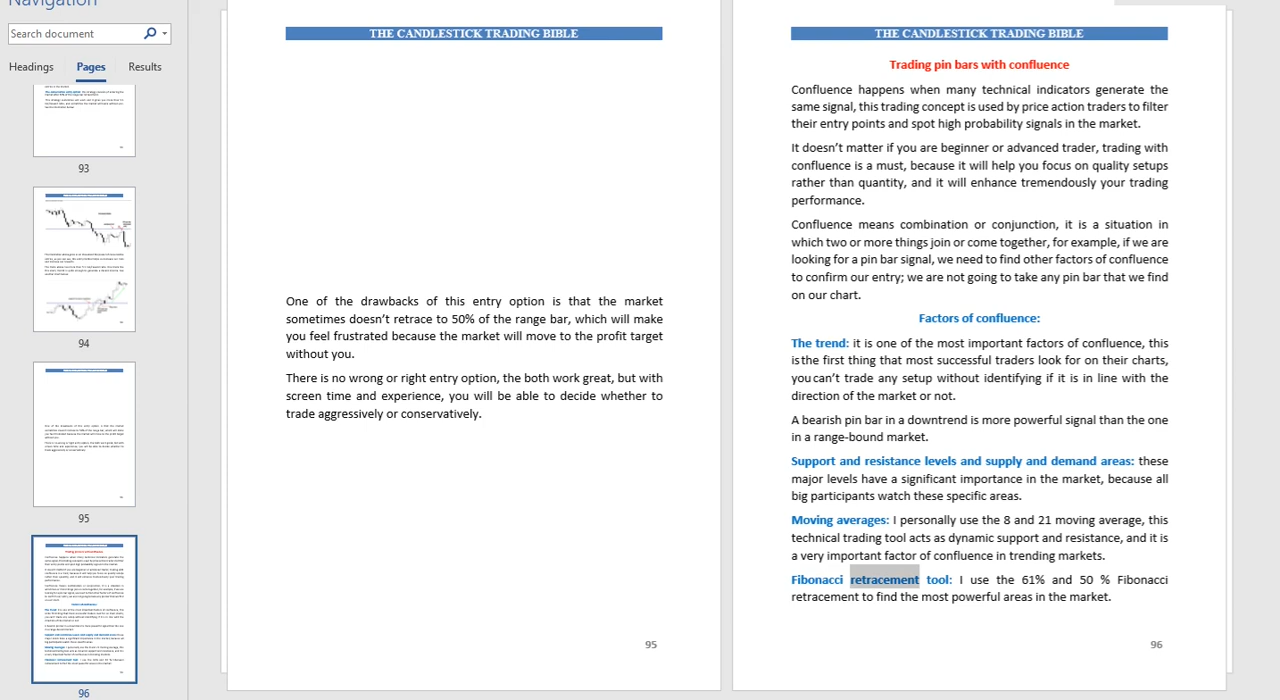 Navigation
Search document
Headings
Pages
Results
93
94
95
96
THE CANDLESTICK TRADING BIBLE
One of the drawbacks of this entry option is that the market
sometimes doesn’t retrace to 50% of the range bar, which will make
you feel frustrated because the market will move to the profit target
without you.
There is no wrong or right entry option, the both work great, but with
screen time and experience, you will be able to decide whether to
trade aggressively or conservatively.
95
THE CANDLESTICK TRADING BIBLE
Trading pin bars with confluence
Confluence happens when many technical indicators generate the
same signal, this trading concept is used by price action traders to filter
their entry points and spot high probability signals in the market.
It doesn’t matter if you are beginner or advanced trader, trading with
confluence is a must, because it will help you focus on quality setups
rather than quantity, and it will enhance tremendously your trading
performance.
Confluence means combination or conjunction, it is a situation in
which two or more things join or come together, for example, if we are
looking for a pin bar signal, we need to find other factors of confluence
to confirm our entry; we are not going to take any pin bar that we find
on our chart.
Factors of confluence:
The trend: it is one of the most important factors of confluence, this
is the first thing that most successful traders look for on their charts,
you can’t trade any setup without identifying if it is in line with the
direction of the market or not.
A bearish pin bar in a downtrend is more powerful signal than the one
in a range-bound market.
Support and resistance levels and supply and demand areas: these
major levels have a significant importance in the market, because all
big participants watch these specific areas.
Moving averages: I personally use the 8 and 21 moving average, this
technical trading tool acts as dynamic support and resistance, and it is
a very important factor of confluence in trending markets.
Fibonacci retracement tool: I use the 61% and 50 % Fibonacci
retracement to find the most powerful areas in the market.
96